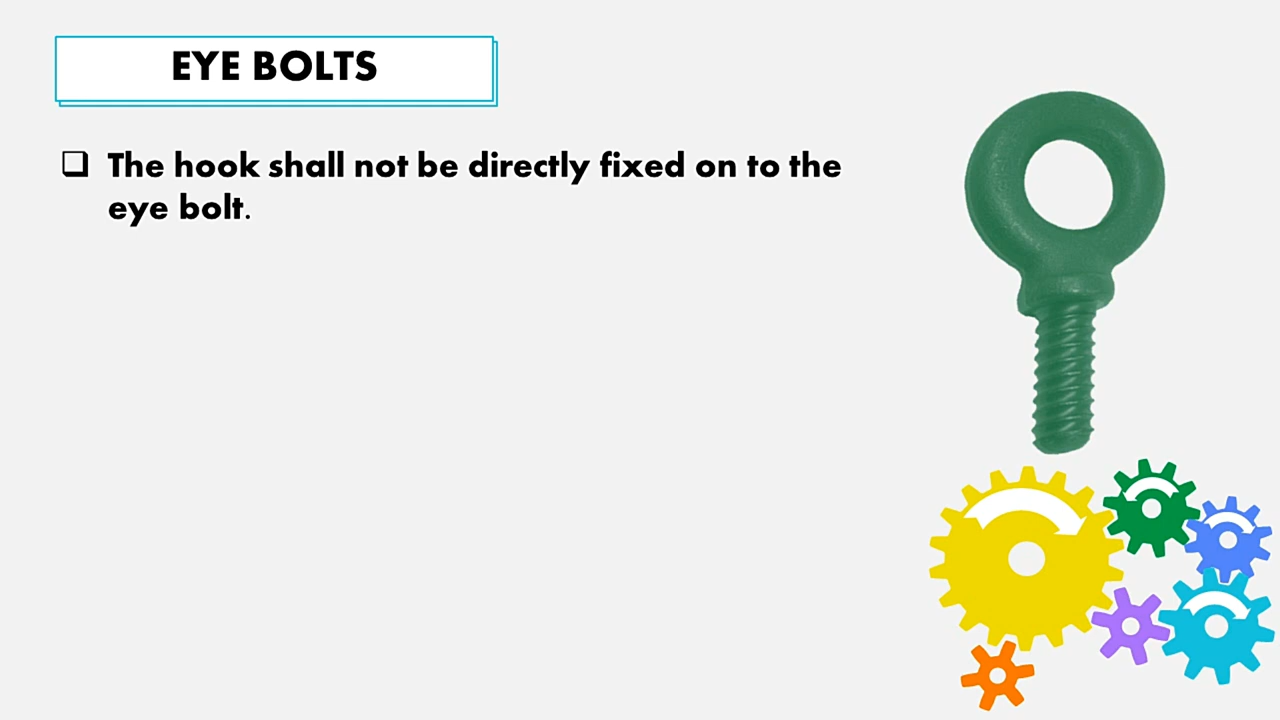 EYE BOLTS
❑ The hook shall not be directly fixed on to the
eye bolt.